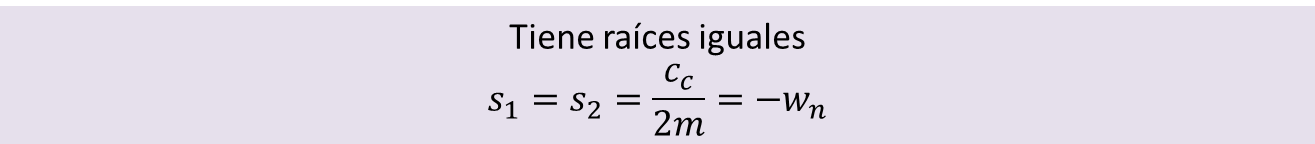 Tiene raíces iguales
s₁ = s₂ = c_c / 2m = −w_n